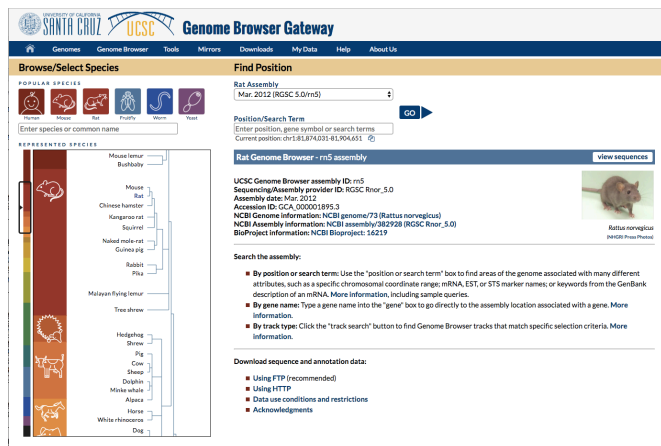 UNIVERSITY OF CALIFORNIA
SANTA CRUZ
UCSC
Genome Browser Gateway
Genomes Genome Browser Tools Mirrors Downloads My Data Help About Us
Browse/Select Species
POPULAR SPECIES
Human Mouse Rat Fruitfly Worm Yeast
Enter species or common name
REPRESENTED SPECIES
Mouse lemur
Bushbaby
Mouse
Rat
Chinese hamster
Kangaroo rat
Squirrel
Naked mole-rat
Guinea pig
Rabbit
Pika
Malayan flying lemur
Tree shrew
Hedgehog
Shrew
Pig
Cow
Sheep
Dolphin
Minke whale
Alpaca
Horse
White rhinoceros
Dog
Find Position
Rat Assembly
Mar. 2012 (RGSC 5.0/rn5)
Position/Search Term
Enter position, gene symbol or search terms
GO
Current position: chr1:81,874,031-81,904,651
Rat Genome Browser - rn5 assembly
view sequences
UCSC Genome Browser assembly ID: rn5
Sequencing/Assembly provider ID: RGSC Rnor_5.0
Assembly date: Mar. 2012
Accession ID: GCA_000001895.3
NCBI Genome information: NCBI genome/73 (Rattus norvegicus)
NCBI Assembly information: NCBI assembly/382928 (RGSC Rnor_5.0)
BioProject information: NCBI Bioproject: 16219
Rattus norvegicus
(NHGRI Press Photos)
Search the assembly:
By position or search term: Use the "position or search term" box to find areas of the genome associated with many different
attributes, such as a specific chromosomal coordinate range; mRNA, EST, or STS marker names; or keywords from the GenBank
description of an mRNA. More information, including sample queries.
By gene name: Type a gene name into the "gene" box to go directly to the assembly location associated with a gene. More
information.
By track type: Click the "track search" button to find Genome Browser tracks that match specific selection criteria. More
information.
Download sequence and annotation data:
Using FTP (recommended)
Using HTTP
Data use conditions and restrictions
Acknowledgments